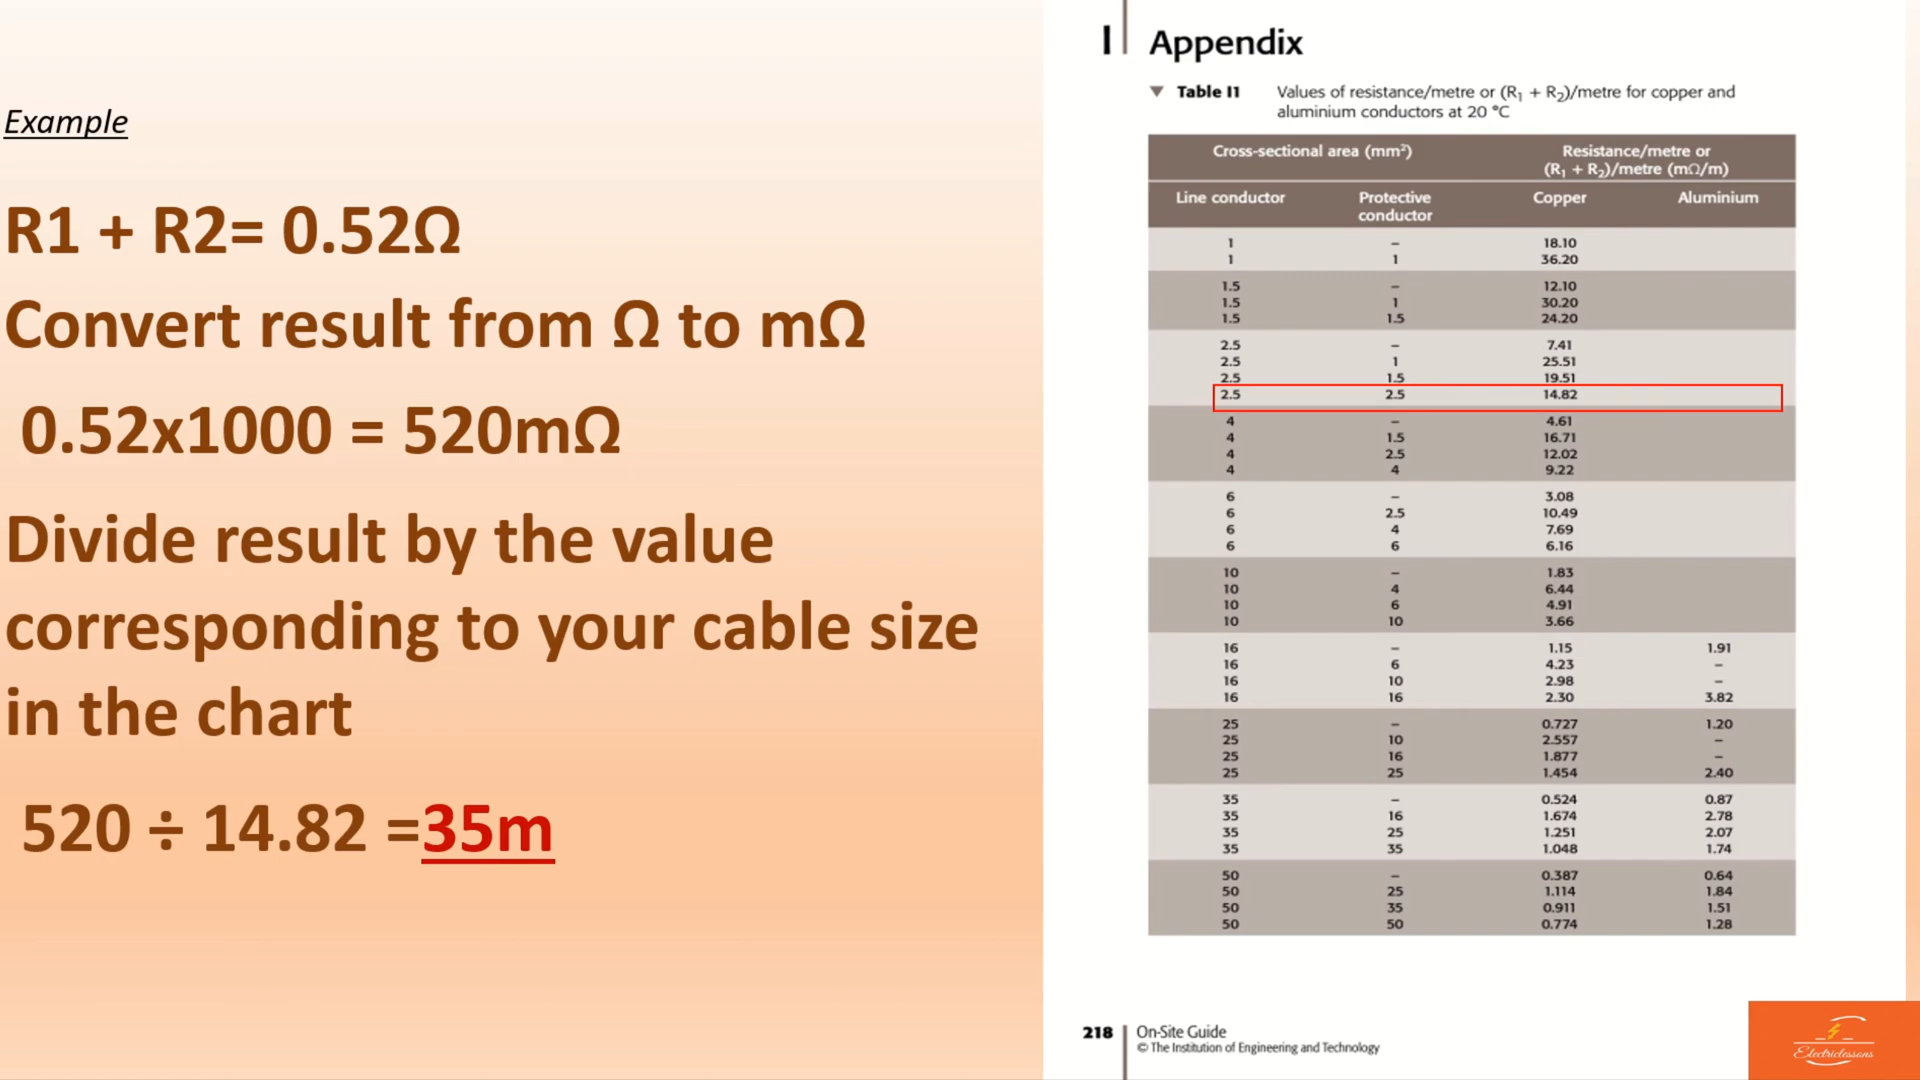 Example
R1 + R2= 0.52Ω
Convert result from Ω to mΩ
0.52x1000 = 520mΩ
Divide result by the value
corresponding to your cable size
in the chart
520 ÷ 14.82 =35m
I Appendix
▼ Table I1 Values of resistance/metre or (R₁ + R₂)/metre for copper and
aluminium conductors at 20 °C
Cross-sectional area (mm²) Resistance/metre or
(R₁ + R₂)/metre (mΩ/m)
Line conductor Protective Copper Aluminium
conductor
1 – 18.10
1 1 36.20
1.5 – 12.10
1.5 1 30.20
1.5 1.5 24.20
2.5 – 7.41
2.5 1 25.51
2.5 1.5 19.51
2.5 2.5 14.82
4 – 4.61
4 1.5 16.71
4 2.5 12.02
4 4 9.22
6 – 3.08
6 2.5 10.49
6 4 7.69
6 6 6.16
10 – 1.83
10 4 6.44
10 6 4.91
10 10 3.66
16 – 1.15 1.91
16 6 4.23 –
16 10 2.98 –
16 16 2.30 3.82
25 – 0.727 1.20
25 10 2.557 –
25 16 1.877 –
25 25 1.454 2.40
35 – 0.524 0.87
35 16 1.674 2.78
35 25 1.251 2.07
35 35 1.048 1.74
50 – 0.387 0.64
50 25 1.114 1.84
50 35 0.911 1.51
50 50 0.774 1.28
218 On-Site Guide
© The Institution of Engineering and Technology
Electriclessons